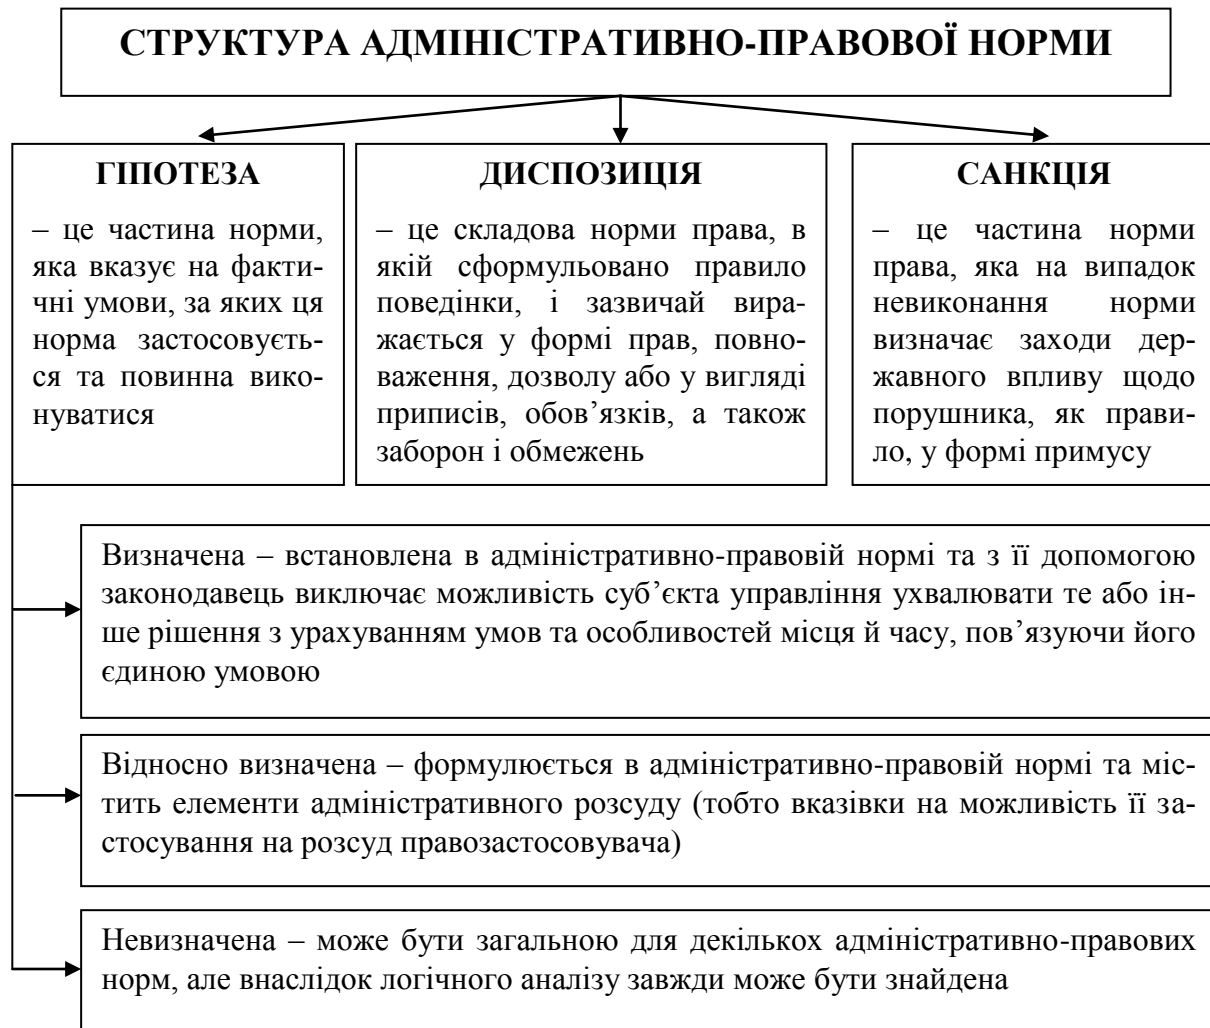 СТРУКТУРА АДМІНІСТРАТИВНО-ПРАВОВОЇ НОРМИ
ГІПОТЕЗА
– це частина норми,
яка вказує на факти-
чні умови, за яких ця
норма застосовуєть-
ся та повинна вико-
нуватися
ДИСПОЗИЦІЯ
– це складова норми права, в
якій сформульовано правило
поведінки, і зазвичай вира-
жається у формі прав, повно-
важення, дозволу або у вигляді
приписів, обов’язків, а також
заборон і обмежень
САНКЦІЯ
– це частина норми
права, яка на випадок
невиконання норми
визначає заходи дер-
жавного впливу щодо
порушника, як прави-
ло, у формі примусу
Визначена – встановлена в адміністративно-правовій нормі та з її допомогою
законодавець виключає можливість суб’єкта управління ухвалювати те або ін-
ше рішення з урахуванням умов та особливостей місця й часу, пов’язуючи його
єдиною умовою
Відносно визначена – формулюється в адміністративно-правовій нормі та міс-
тить елементи адміністративного розсуду (тобто вказівки на можливість її за-
стосування на розсуд правозастосовувача)
Невизначена – може бути загальною для декількох адміністративно-правових
норм, але внаслідок логічного аналізу завжди може бути знайдена